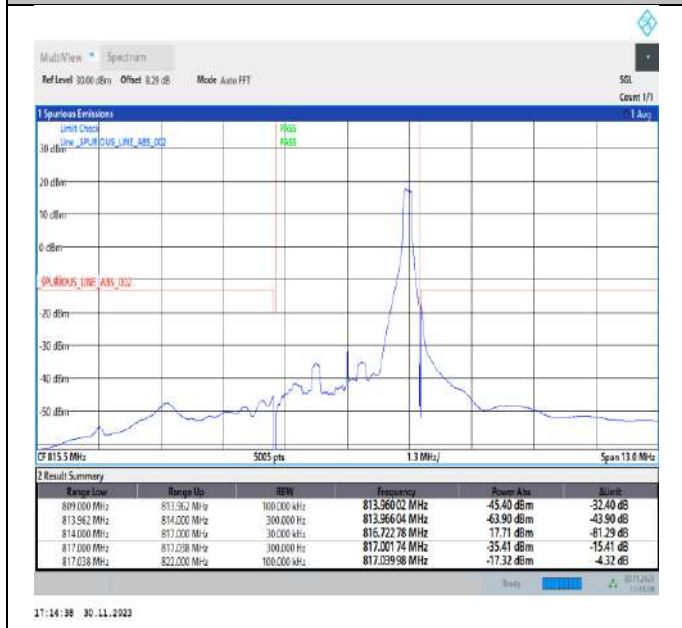 MultiView Spectrum
Ref Level 30.00 dBm Offset 8.29 dB Mode Auto FFT SGL
Count 1/1
1 Spurious Emissions 1 Avg
Limit Check PASS
Line _SPURIOUS_LINE_ABS_002 PASS
30 dBm
20 dBm
10 dBm
0 dBm
_SPURIOUS_LINE_ABS_002
-20 dBm
-30 dBm
-40 dBm
-50 dBm
CF 815.5 MHz 5005 pts 1.3 MHz/ Span 13.0 MHz
2 Result Summary
Range Low Range Up RBW Frequency Power Abs ΔLimit
809.000 MHz 813.962 MHz 100.000 kHz 813.96002 MHz -45.40 dBm -32.40 dB
813.962 MHz 814.000 MHz 300.000 Hz 813.96604 MHz -63.90 dBm -43.90 dB
814.000 MHz 817.000 MHz 30.000 kHz 816.72278 MHz 17.71 dBm -81.29 dB
817.000 MHz 817.038 MHz 300.000 Hz 817.00174 MHz -35.41 dBm -15.41 dB
817.038 MHz 822.000 MHz 100.000 kHz 817.03998 MHz -17.32 dBm -4.32 dB
Ready 30.11.2023
17:14:38 30.11.2023